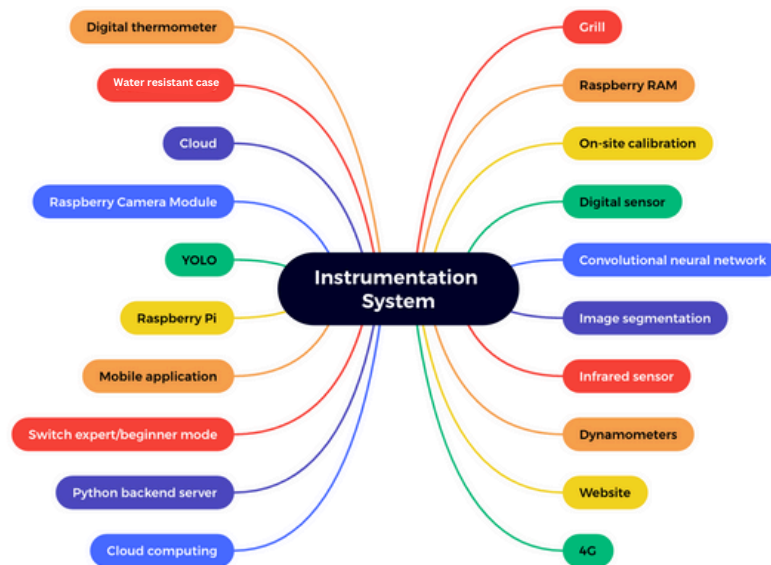 Digital thermometer
Water resistant case
Cloud
Raspberry Camera Module
YOLO
Raspberry Pi
Mobile application
Switch expert/beginner mode
Python backend server
Cloud computing
Instrumentation
System
Grill
Raspberry RAM
On-site calibration
Digital sensor
Convolutional neural network
Image segmentation
Infrared sensor
Dynamometers
Website
4G